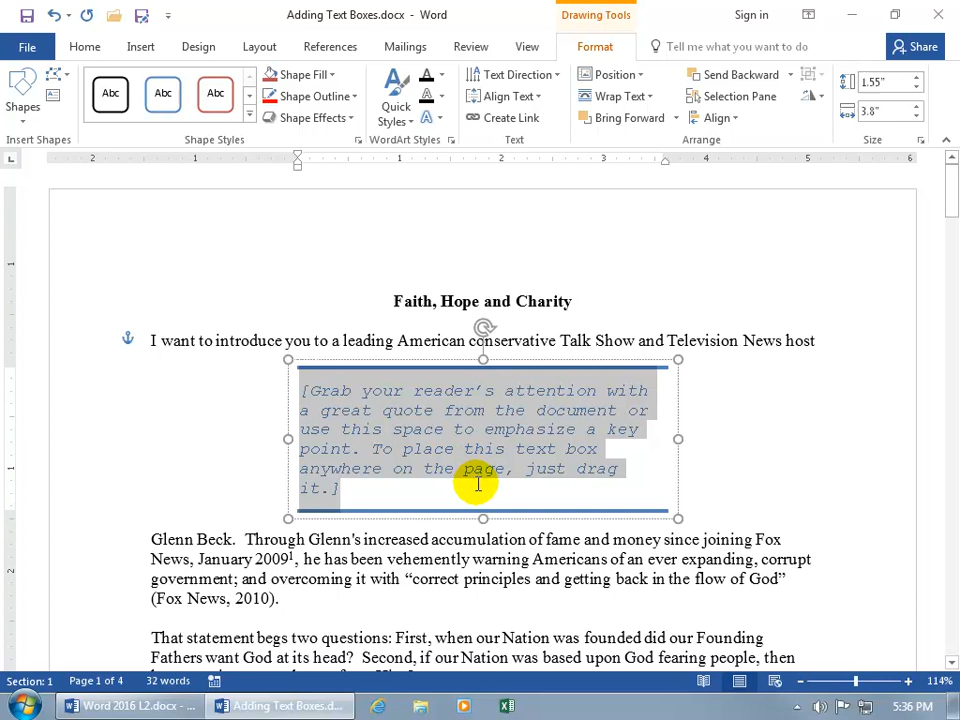 Adding Text Boxes.docx - Word
Drawing Tools
Sign in
File Home Insert Design Layout References Mailings Review View Format Tell me what you want to do Share
Shapes
Abc Abc Abc
Shape Fill
Shape Outline
Shape Effects
Quick Styles
A
A
A
Text Direction
Align Text
Create Link
Position
Wrap Text
Bring Forward
Send Backward
Selection Pane
Align
1.55"
3.8"
Insert Shapes Shape Styles WordArt Styles Text Arrange Size
2 1 1 2 3 4 5 6
1
1
2
Faith, Hope and Charity
I want to introduce you to a leading American conservative Talk Show and Television News host
[Grab your reader's attention with
a great quote from the document or
use this space to emphasize a key
point. To place this text box
anywhere on the page, just drag
it.]
Glenn Beck. Through Glenn's increased accumulation of fame and money since joining Fox
News, January 2009¹, he has been vehemently warning Americans of an ever expanding, corrupt
government; and overcoming it with “correct principles and getting back in the flow of God”
(Fox News, 2010).
That statement begs two questions: First, when our Nation was founded did our Founding
Fathers want God at its head? Second, if our Nation was based upon God fearing people, then
Section: 1 Page 1 of 4 32 words 114%
Word 2016 L2.docx - ... Adding Text Boxes.d... 5:36 PM